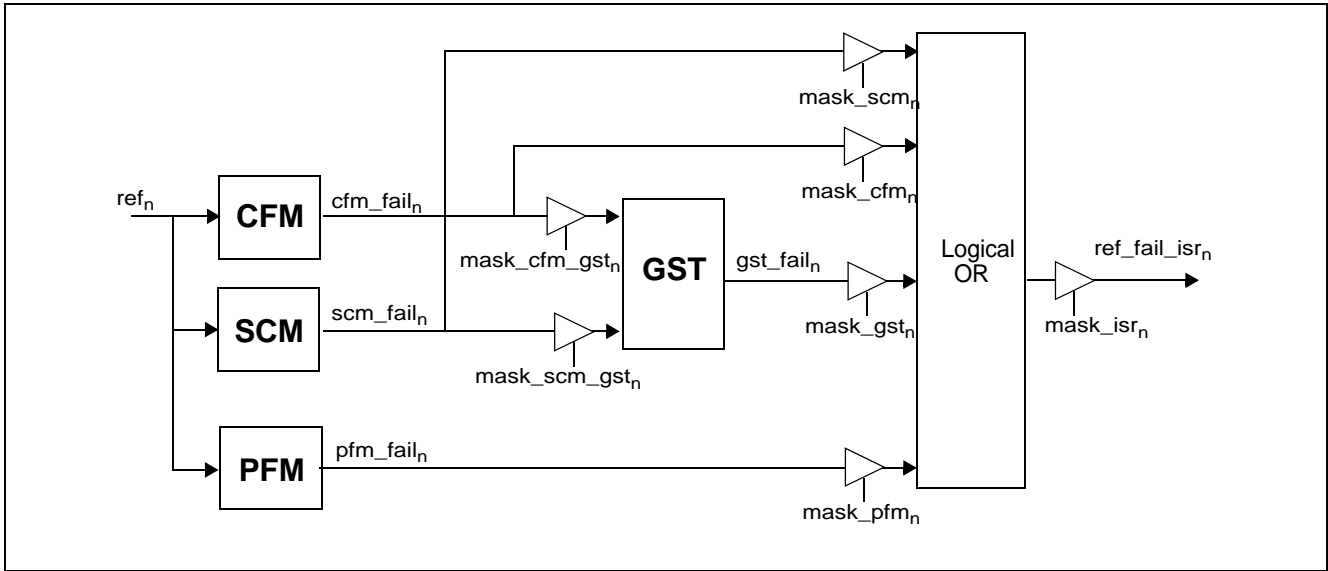 mask_scmn
mask_cfmn
refn
CFM
cfm_failn
mask_cfm_gstn
GST
gst_failn
mask_gstn
Logical
OR
ref_fail_isrn
mask_isrn
SCM
scm_failn
mask_scm_gstn
PFM
pfm_failn
mask_pfmn